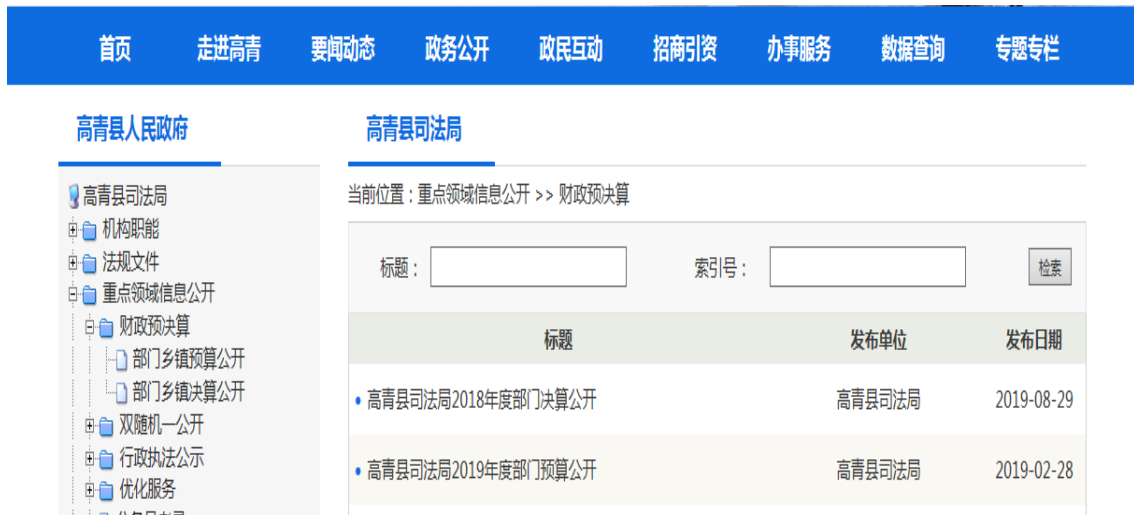 首页 走进高青 要闻动态 政务公开 政民互动 招商引资 办事服务 数据查询 专题专栏
高青县人民政府
高青县司法局
机构职能
法规文件
重点领域信息公开
财政预决算
部门乡镇预算公开
部门乡镇决算公开
双随机一公开
行政执法公示
优化服务
高青县司法局
当前位置：重点领域信息公开 >> 财政预决算
标题： 索引号： 检索
标题 发布单位 发布日期
• 高青县司法局2018年度部门决算公开 高青县司法局 2019-08-29
• 高青县司法局2019年度部门预算公开 高青县司法局 2019-02-28